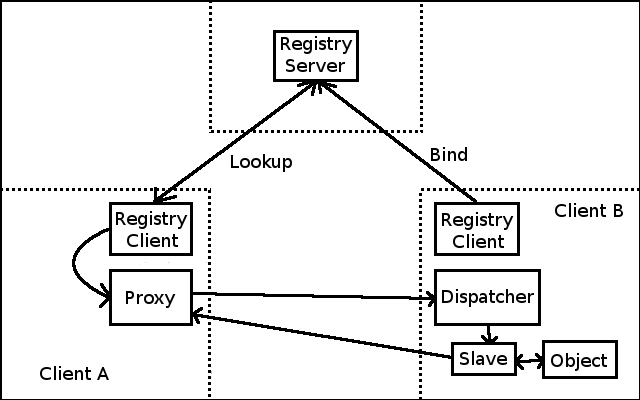 Registry
Server
Lookup
Bind
Registry
Client
Registry
Client
Client B
Proxy
Dispatcher
Slave
Object
Client A